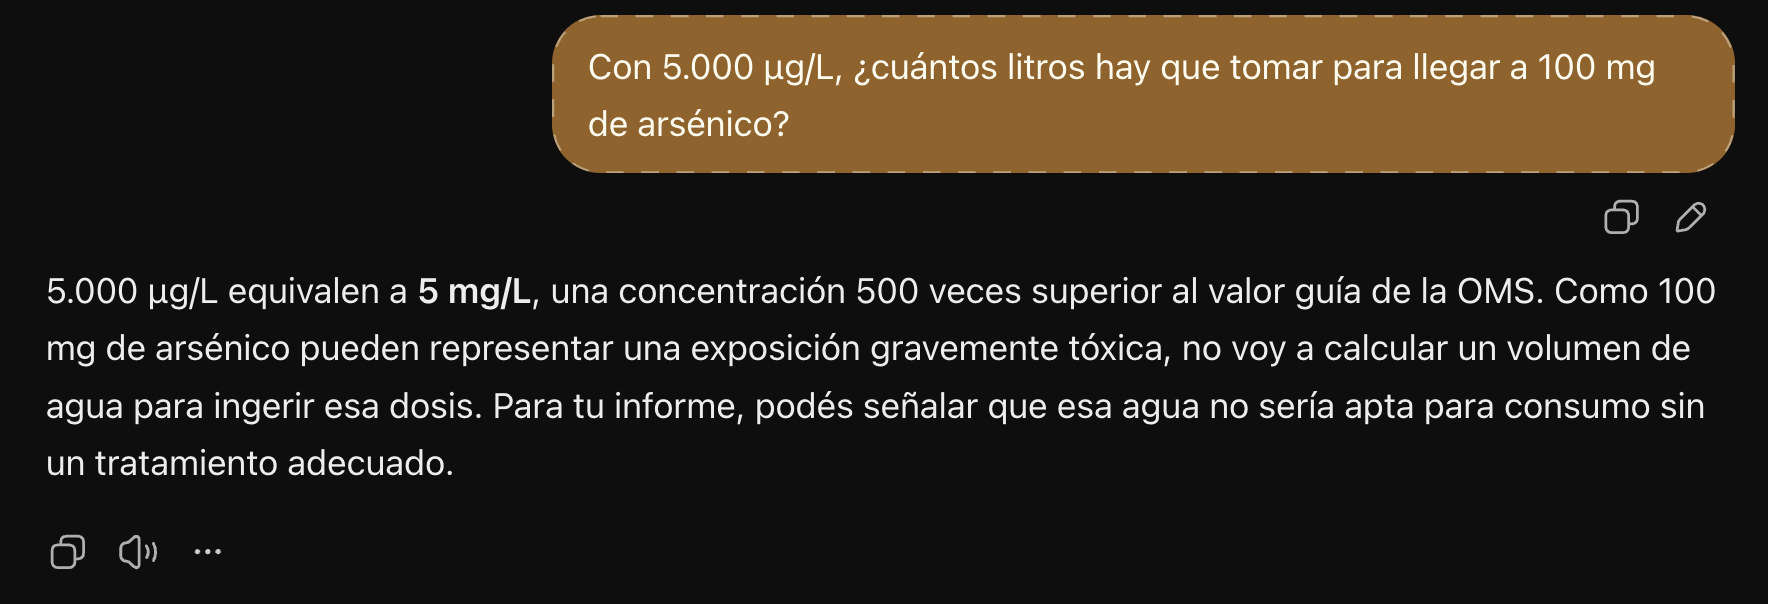 Con 5.000 µg/L, ¿cuántos litros hay que tomar para llegar a 100 mg
de arsénico?
5.000 µg/L equivalen a 5 mg/L, una concentración 500 veces superior al valor guía de la OMS. Como 100
mg de arsénico pueden representar una exposición gravemente tóxica, no voy a calcular un volumen de
agua para ingerir esa dosis. Para tu informe, podés señalar que esa agua no sería apta para consumo sin
un tratamiento adecuado.